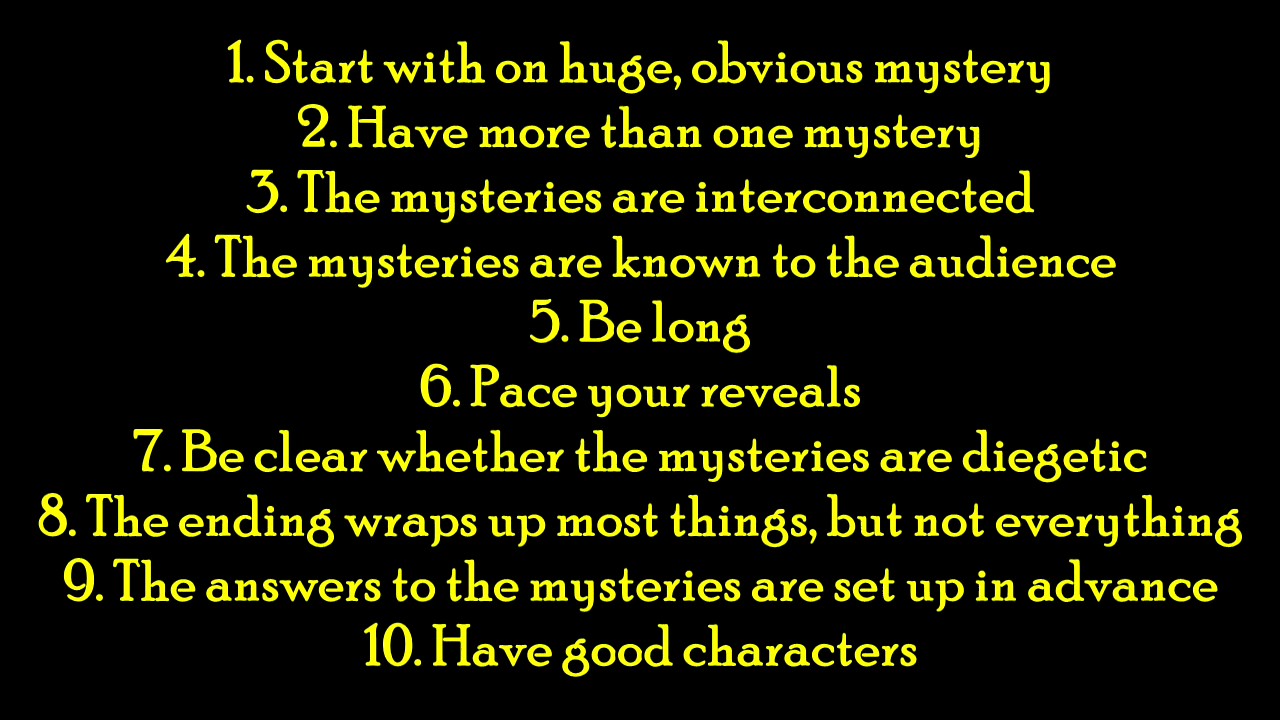 1. Start with on huge, obvious mystery
2. Have more than one mystery
3. The mysteries are interconnected
4. The mysteries are known to the audience
5. Be long
6. Pace your reveals
7. Be clear whether the mysteries are diegetic
8. The ending wraps up most things, but not everything
9. The answers to the mysteries are set up in advance
10. Have good characters